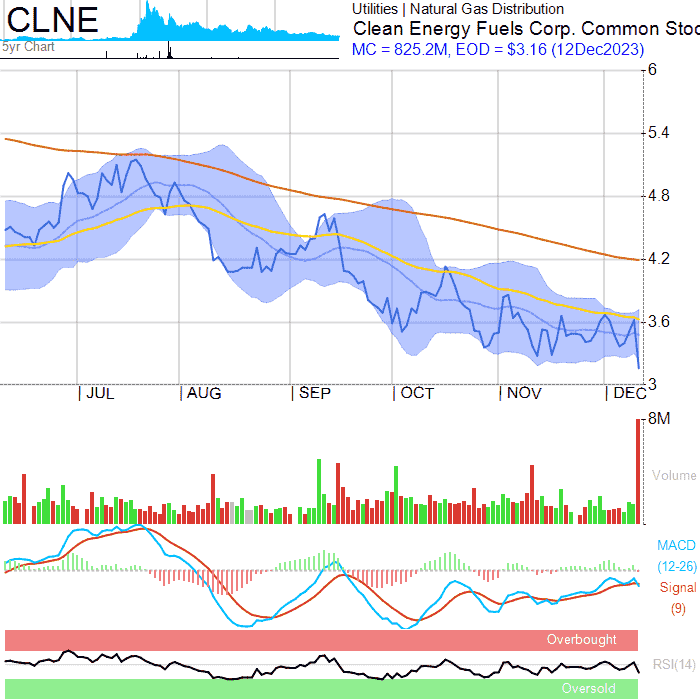 CLNE
5yr Chart
Utilities | Natural Gas Distribution
Clean Energy Fuels Corp. Common Stoc
MC = 825.2M, EOD = $3.16 (12Dec2023)
6
5.4
4.8
4.2
3.6
3
| JUL | AUG | SEP | OCT | NOV | DEC
8M
Volume
MACD
(12-26)
Signal
(9)
Overbought
RSI(14)
Oversold